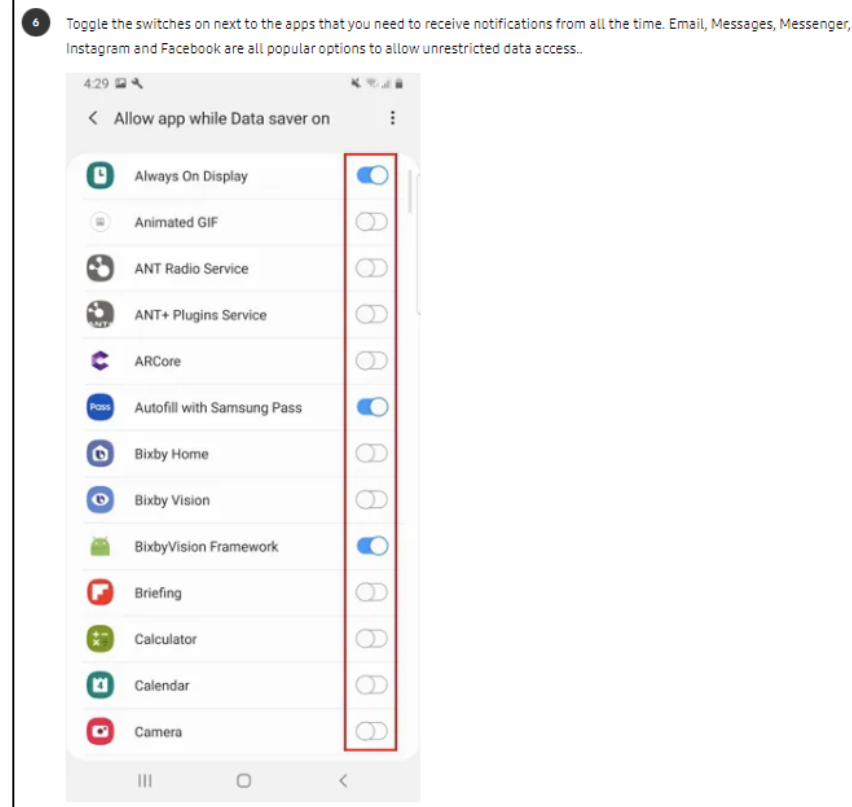 6
Toggle the switches on next to the apps that you need to receive notifications from all the time. Email, Messages, Messenger,
Instagram and Facebook are all popular options to allow unrestricted data access..
4:29
Allow app while Data saver on
Always On Display
Animated GIF
ANT Radio Service
ANT+ Plugins Service
ARCore
Pass Autofill with Samsung Pass
Bixby Home
Bixby Vision
BixbyVision Framework
Briefing
Calculator
4 Calendar
Camera